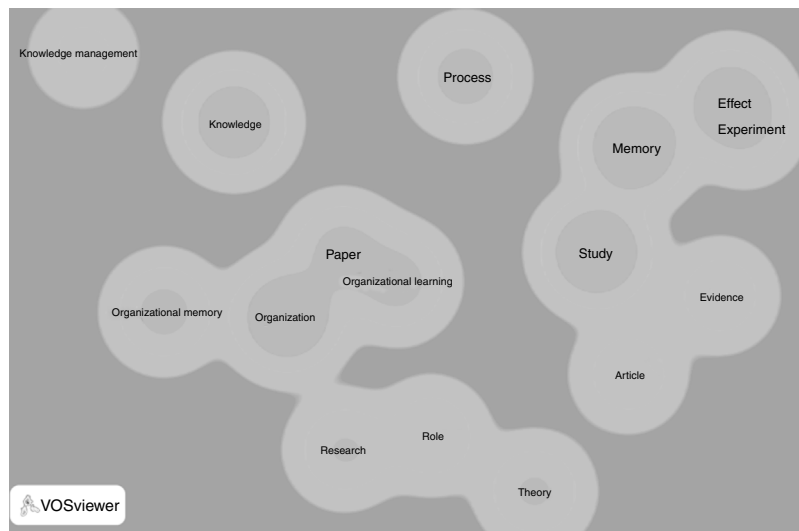 Knowledge management
Process
Effect
Knowledge
Experiment
Memory
Paper
Study
Organizational learning
Evidence
Organizational memory
Organization
Article
Role
Research
Theory
VOSviewer